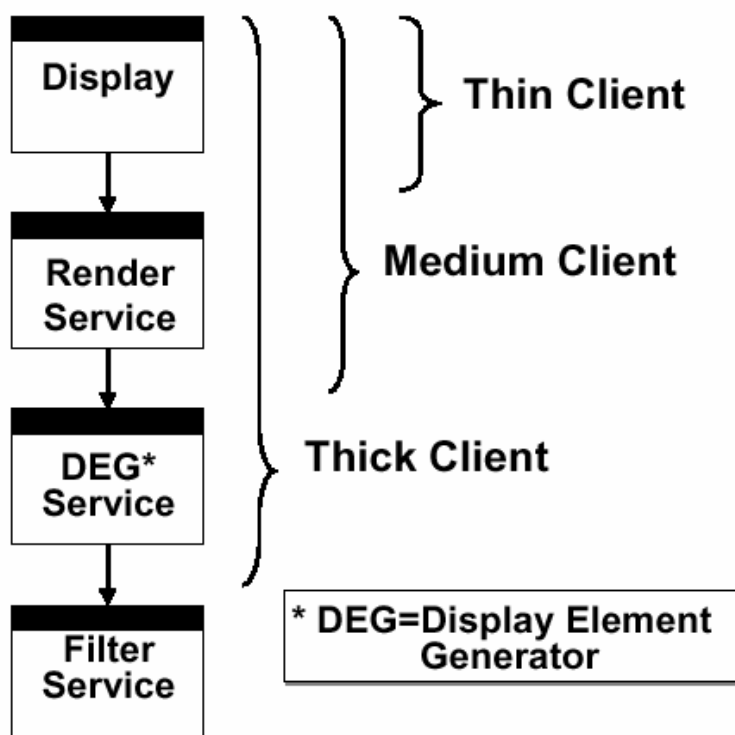 Display
Thin Client
Render
Service
Medium Client
DEG*
Service
Thick Client
Filter
Service
* DEG=Display Element
Generator